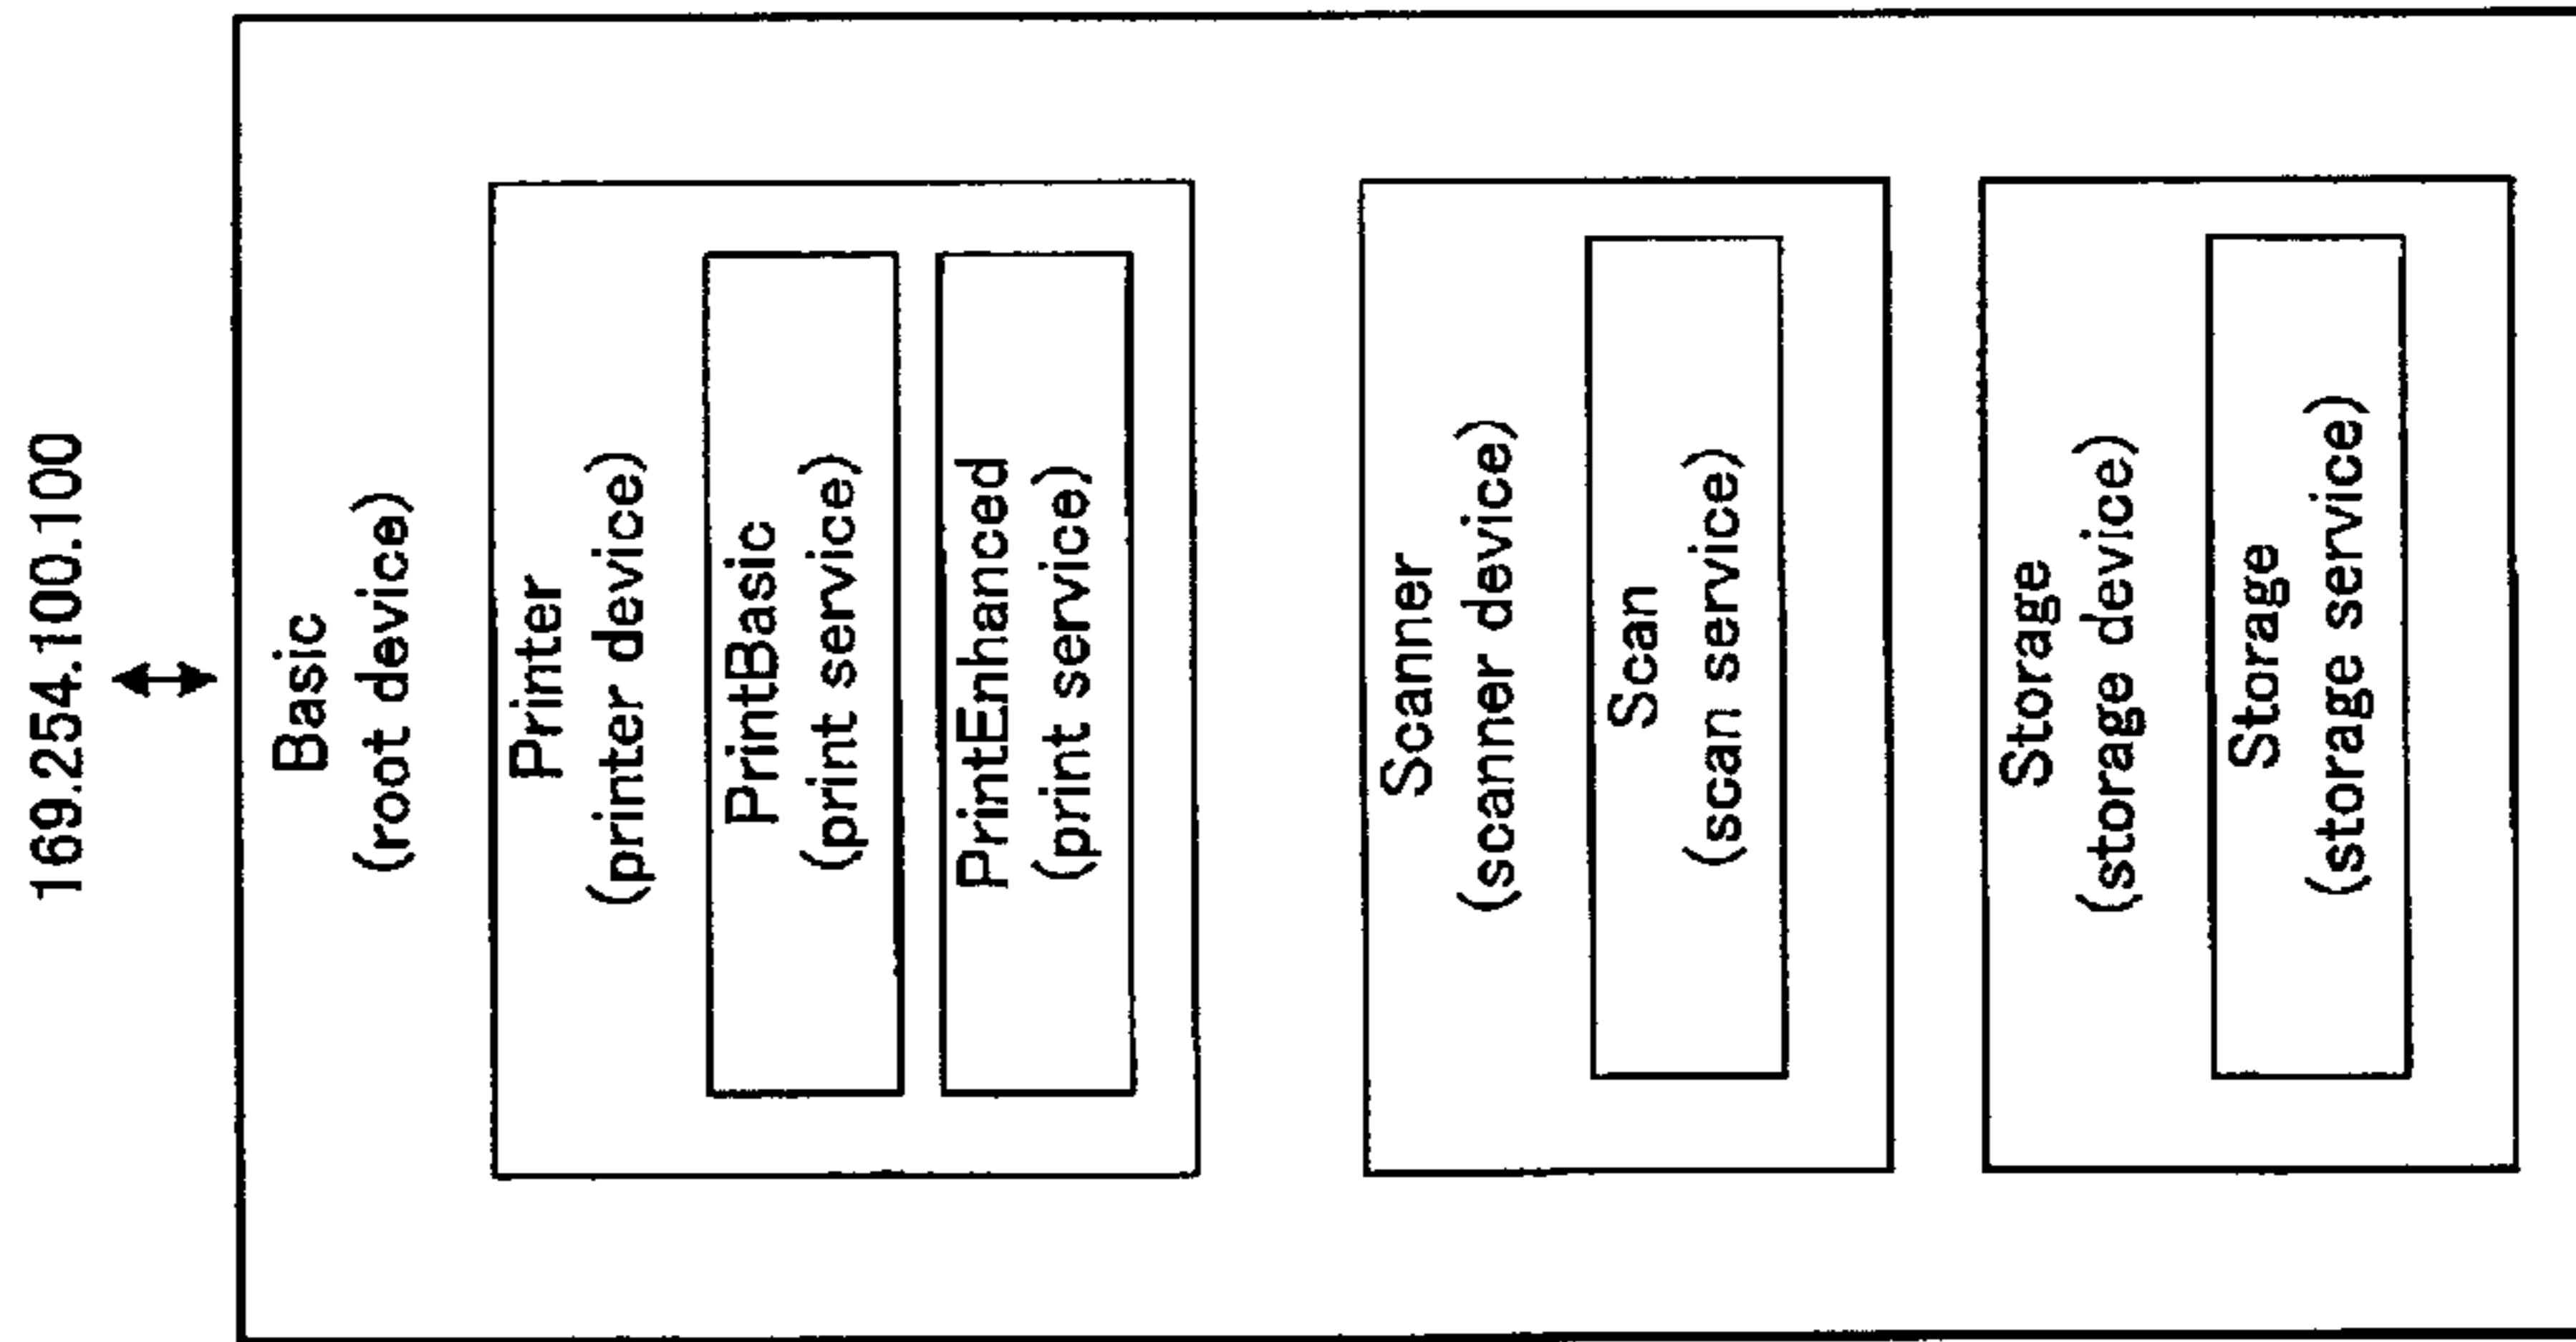 169.254.100.100
Basic
(root device)
Printer
(printer device)
PrintBasic
(print service)
PrintEnhanced
(print service)
Scanner
(scanner device)
Scan
(scan service)
Storage
(storage device)
Storage
(storage service)